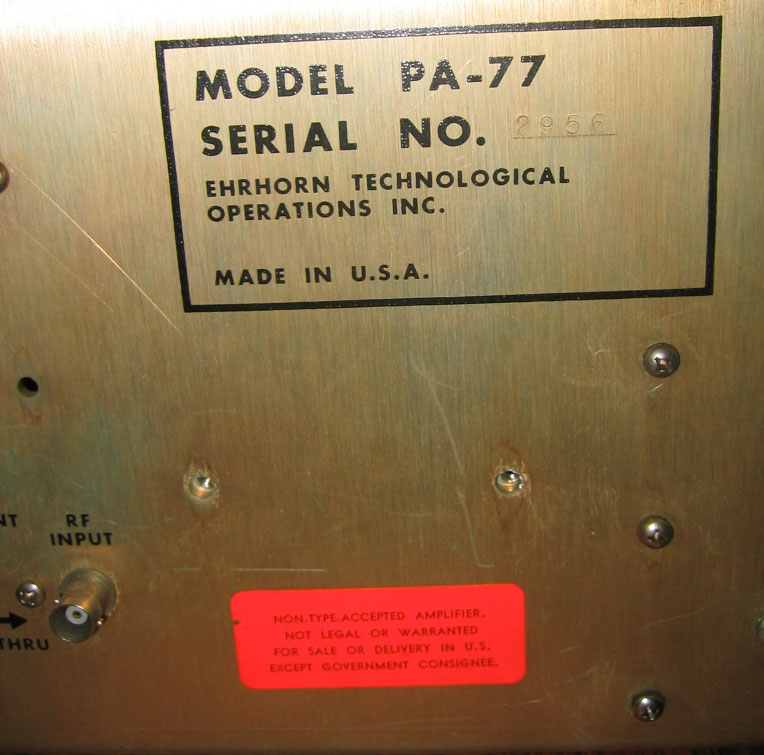 MODEL PA-77
SERIAL NO. 2956
EHRHORN TECHNOLOGICAL
OPERATIONS INC.
MADE IN U.S.A.
NT
RF
INPUT
THRU
NON-TYPE-ACCEPTED AMPLIFIER.
NOT LEGAL OR WARRANTED
FOR SALE OR DELIVERY IN U.S.
EXCEPT GOVERNMENT CONSIGNEE.